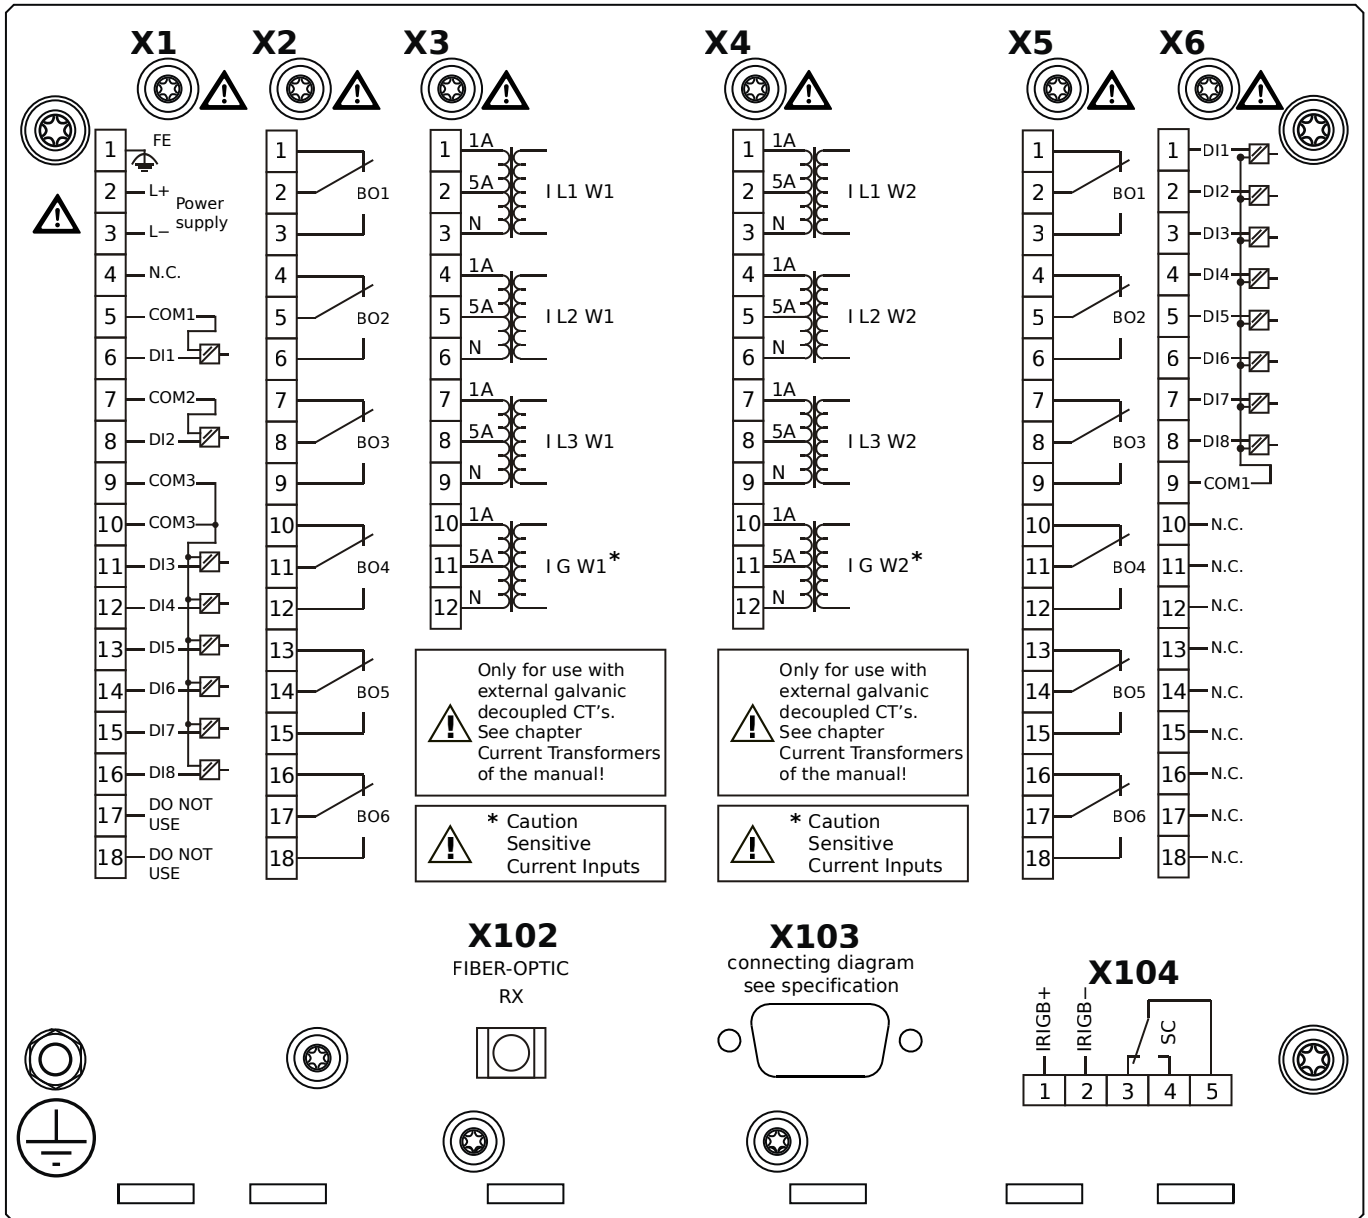 X1
X2
X3
X4
X5
X6
1 FE
2 L+ Power
3 L− supply
4 N.C.
5 COM1
6 DI1
7 COM2
8 DI2
9 COM3
10 COM3
11 DI3
12 DI4
13 DI5
14 DI6
15 DI7
16 DI8
17 DO NOT
USE
18 DO NOT
USE
1
2 BO1
3
4
5 BO2
6
7
8 BO3
9
10
11 BO4
12
13
14 BO5
15
16
17 BO6
18
1 1A
2 5A I L1 W1
3 N
4 1A
5 5A I L2 W1
6 N
7 1A
8 5A I L3 W1
9 N
10 1A
11 5A I G W1*
12 N
Only for use with
external galvanic
decoupled CT’s.
See chapter
Current Transformers
of the manual!
* Caution
Sensitive
Current Inputs
1 1A
2 5A I L1 W2
3 N
4 1A
5 5A I L2 W2
6 N
7 1A
8 5A I L3 W2
9 N
10 1A
11 5A I G W2*
12 N
Only for use with
external galvanic
decoupled CT’s.
See chapter
Current Transformers
of the manual!
* Caution
Sensitive
Current Inputs
1
2 BO1
3
4
5 BO2
6
7
8 BO3
9
10
11 BO4
12
13
14 BO5
15
16
17 BO6
18
1 DI1
2 DI2
3 DI3
4 DI4
5 DI5
6 DI6
7 DI7
8 DI8
9 COM1
10 N.C.
11 N.C.
12 N.C.
13 N.C.
14 N.C.
15 N.C.
16 N.C.
17 N.C.
18 N.C.
X102
FIBER-OPTIC
RX
X103
connecting diagram
see specification
X104
IRIGB+
IRIGB−
SC
1 2 3 4 5